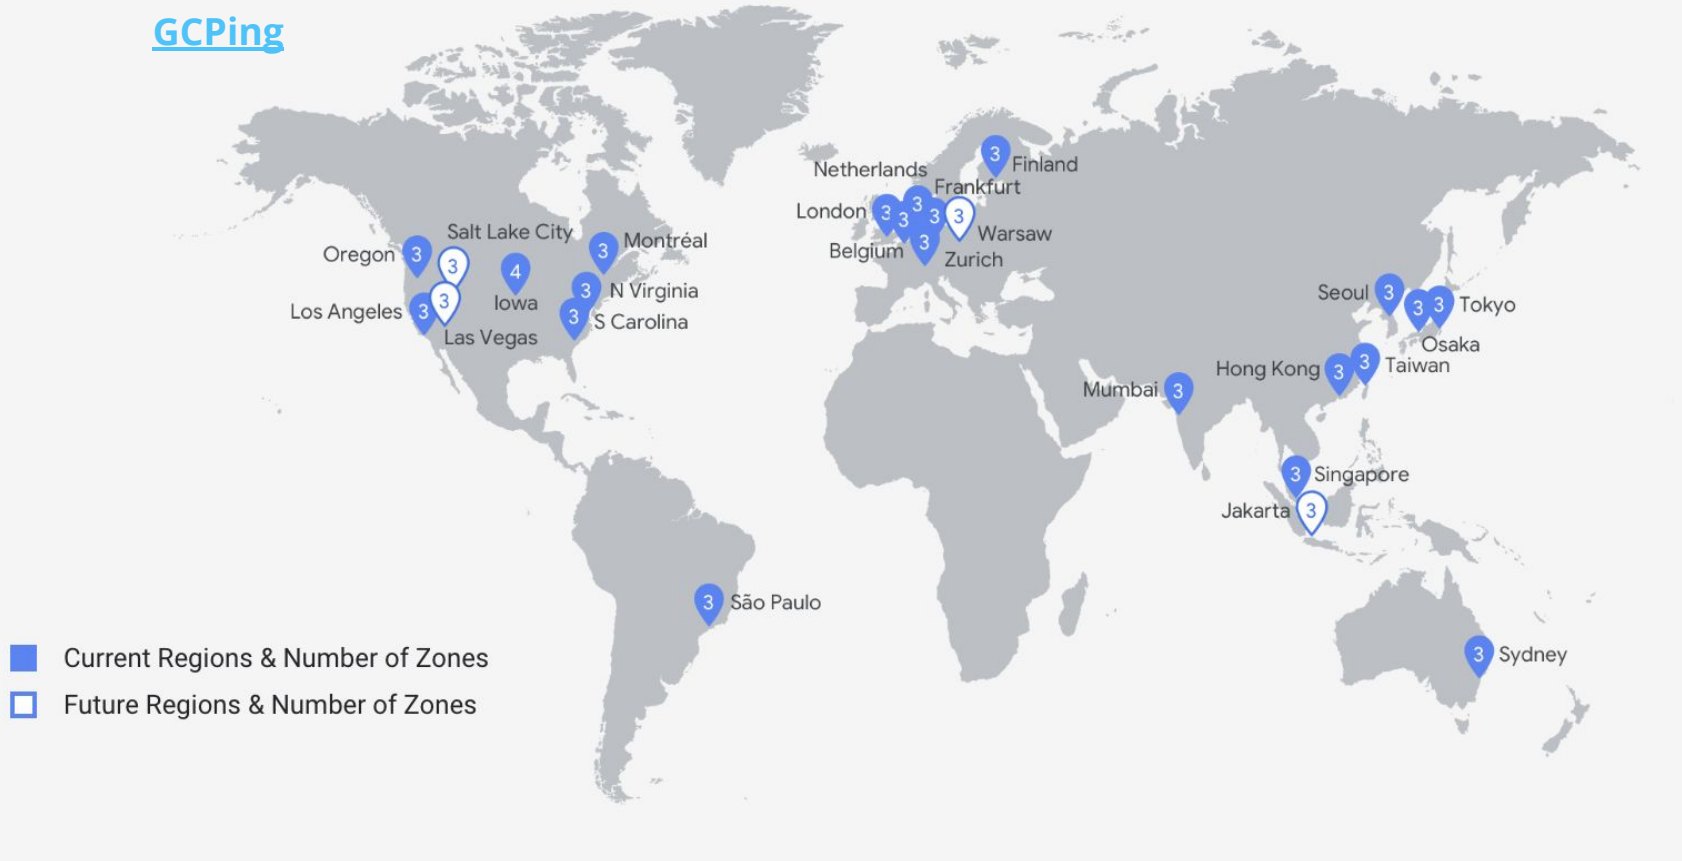 GCPing
3
Finland
Netherlands
Frankfurt
London
3
3
3
3
3
Warsaw
Belgium
3
Zurich
Salt Lake City
Oregon
3
3
4
Iowa
3
Montréal
Los Angeles
3
3
Las Vegas
3
N Virginia
3
S Carolina
Seoul
3
3
3
Tokyo
Osaka
Hong Kong
3
3
Taiwan
Mumbai
3
3
Singapore
Jakarta
3
3
São Paulo
3
Sydney
Current Regions & Number of Zones
Future Regions & Number of Zones